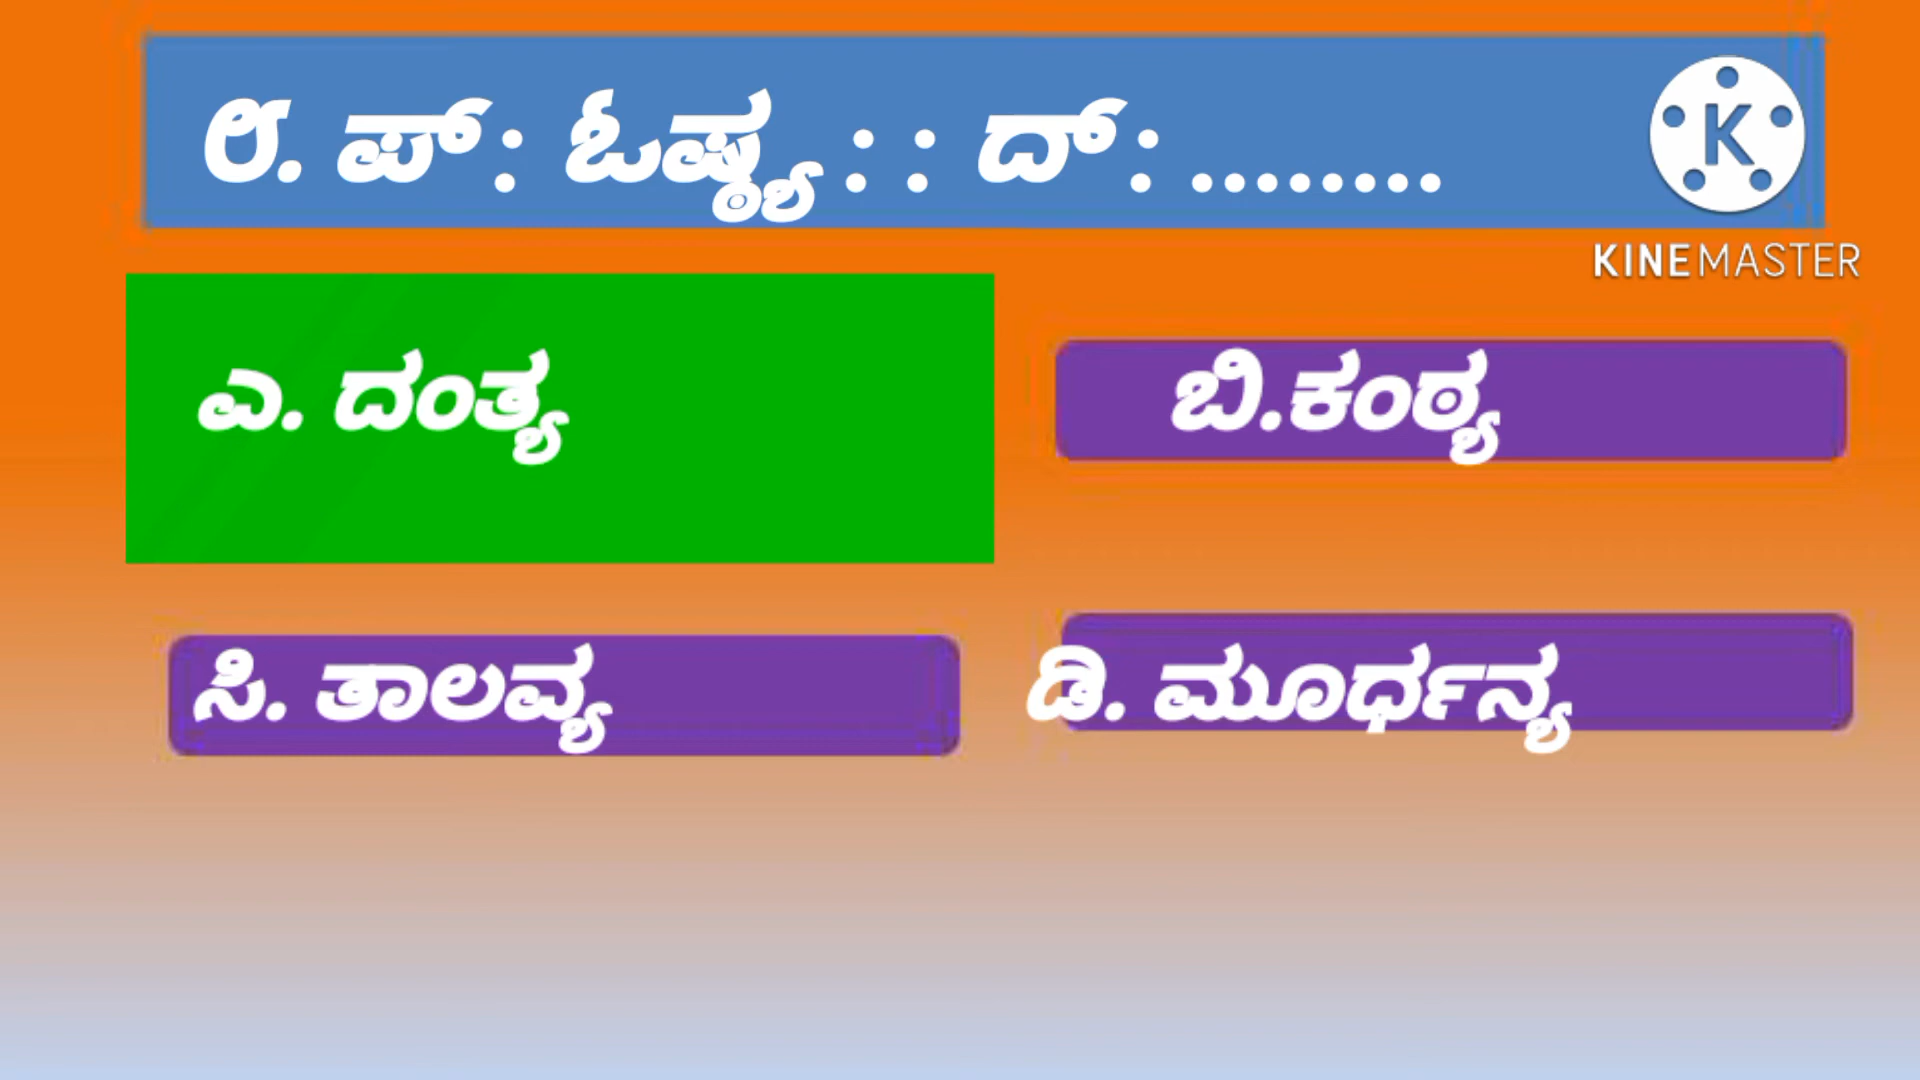 ೮. ಪ್: ಓಷ್ಠ್ಯ : : ದ್: ........
K
KINEMASTER
ಎ. ದಂತ್ಯ
ಬಿ.ಕಂಠ್ಯ
ಸಿ. ತಾಲವ್ಯ
ಡಿ. ಮೂರ್ಧನ್ಯ